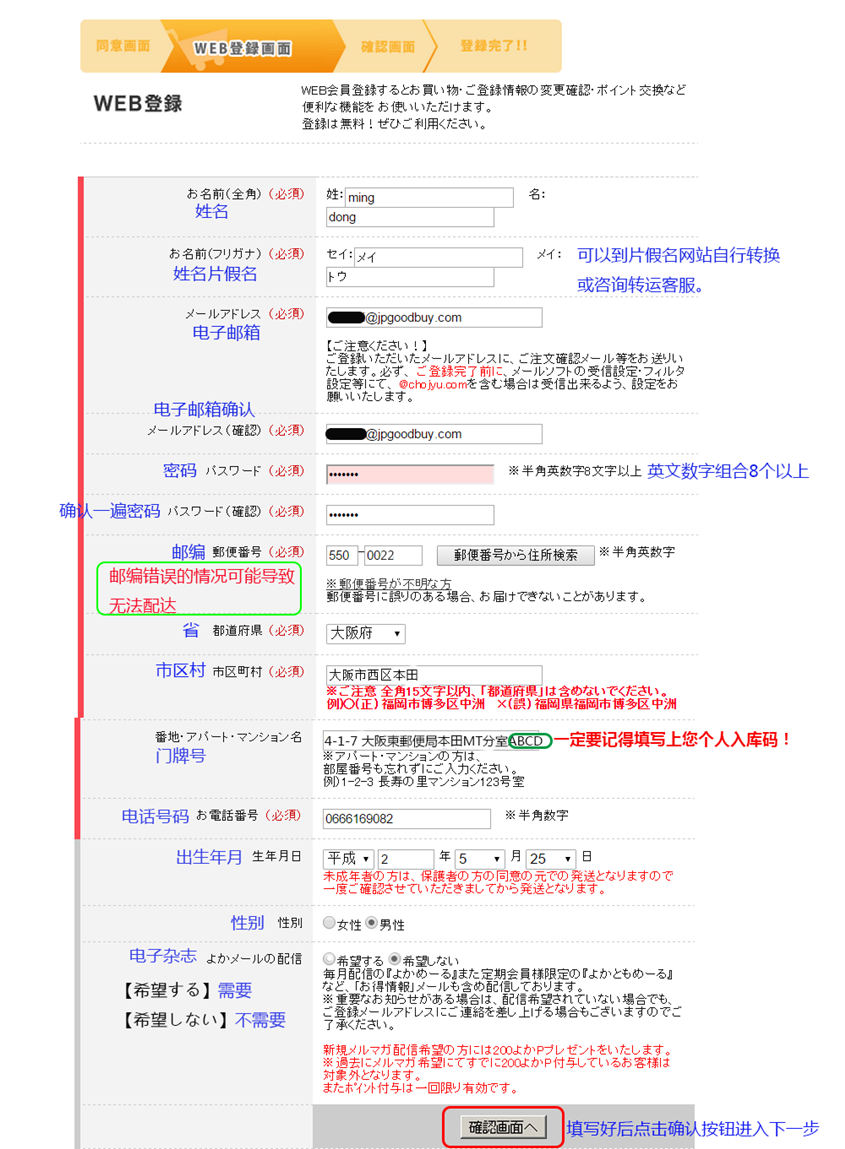 同意画面
WEB登録画面
確認画面
登録完了!!
WEB登録
WEB会員登録するとお買い物・ご登録情報の変更確認・ポイント交換など
便利な機能をお使いいただけます。
登録は無料！ぜひご利用ください。
お名前(全角)（必須）
姓名
姓: ming 名:
dong
お名前(フリガナ)（必須）
姓名片假名
セイ: メイ メイ:
トウ
可以到片假名网站自行转换
或咨询转运客服。
メールアドレス（必須）
电子邮箱
@jpgoodbuy.com
【ご注意ください！】
ご登録いただいたメールアドレスに、ご注文確認メール等をお送りい
たします。必ず、ご登録完了前に、メールソフトの受信設定・フィルタ
設定等にて、@chojyu.comを含む場合は受信出来るよう、設定をお
願いいたします。
电子邮箱确认
メールアドレス(確認)（必須）
@jpgoodbuy.com
密码 パスワード（必須）
•••••••
※半角英数字8文字以上 英文数字组合8个以上
确认一遍密码 パスワード(確認)（必須）
•••••••
邮编 郵便番号（必須）
550 - 0022 郵便番号から住所検索 ※半角英数字
邮编错误的情况可能导致
无法配达
※郵便番号が不明な方
郵便番号に誤りのある場合、お届けできないことがあります。
省 都道府県（必須）
大阪府 ▼
市区村 市区町村（必須）
大阪市西区本田
※ご注意 全角15文字以内、「都道府県」は含めないでください。
例)○(正)福岡市博多区中洲 ×(誤)福岡県福岡市博多区中洲
番地・アパート・マンション名
门牌号
4-1-7 大阪東郵便局本田MT分室ABCD 一定要记得填写上您个人入库码！
※アパート・マンションの方は、
部屋番号も忘れずにご入力ください。
例)1-2-3 長寿の里マンション123号室
电话号码 お電話番号（必須）
0666169082 ※半角数字
出生年月 生年月日
平成 ▼ 2 年 5 ▼ 月 25 ▼ 日
未成年者の方は、保護者の方の同意の元での発送となりますので
一度ご確認させていただきましてから発送となります。
性别 性別
女性 男性
电子杂志 よかメールの配信
【希望する】需要
【希望しない】不需要
希望する 希望しない
毎月配信の『よかめーる』また定期会員様限定の『よかともめーる』
など、「お得情報」メールも含め配信しております。
※重要なお知らせがある場合は、配信希望されていない場合でも、
ご登録メールアドレスにご連絡を差し上げる場合もございますのでご
了承ください。
新規メルマガ配信希望の方には200よかPプレゼントをいたします。
※過去にメルマガ希望にてすでに200よかP付与しているお客様は
対象外となります。
またポイント付与は一回限り有効です。
確認画面へ
填写好后点击确认按钮进入下一步